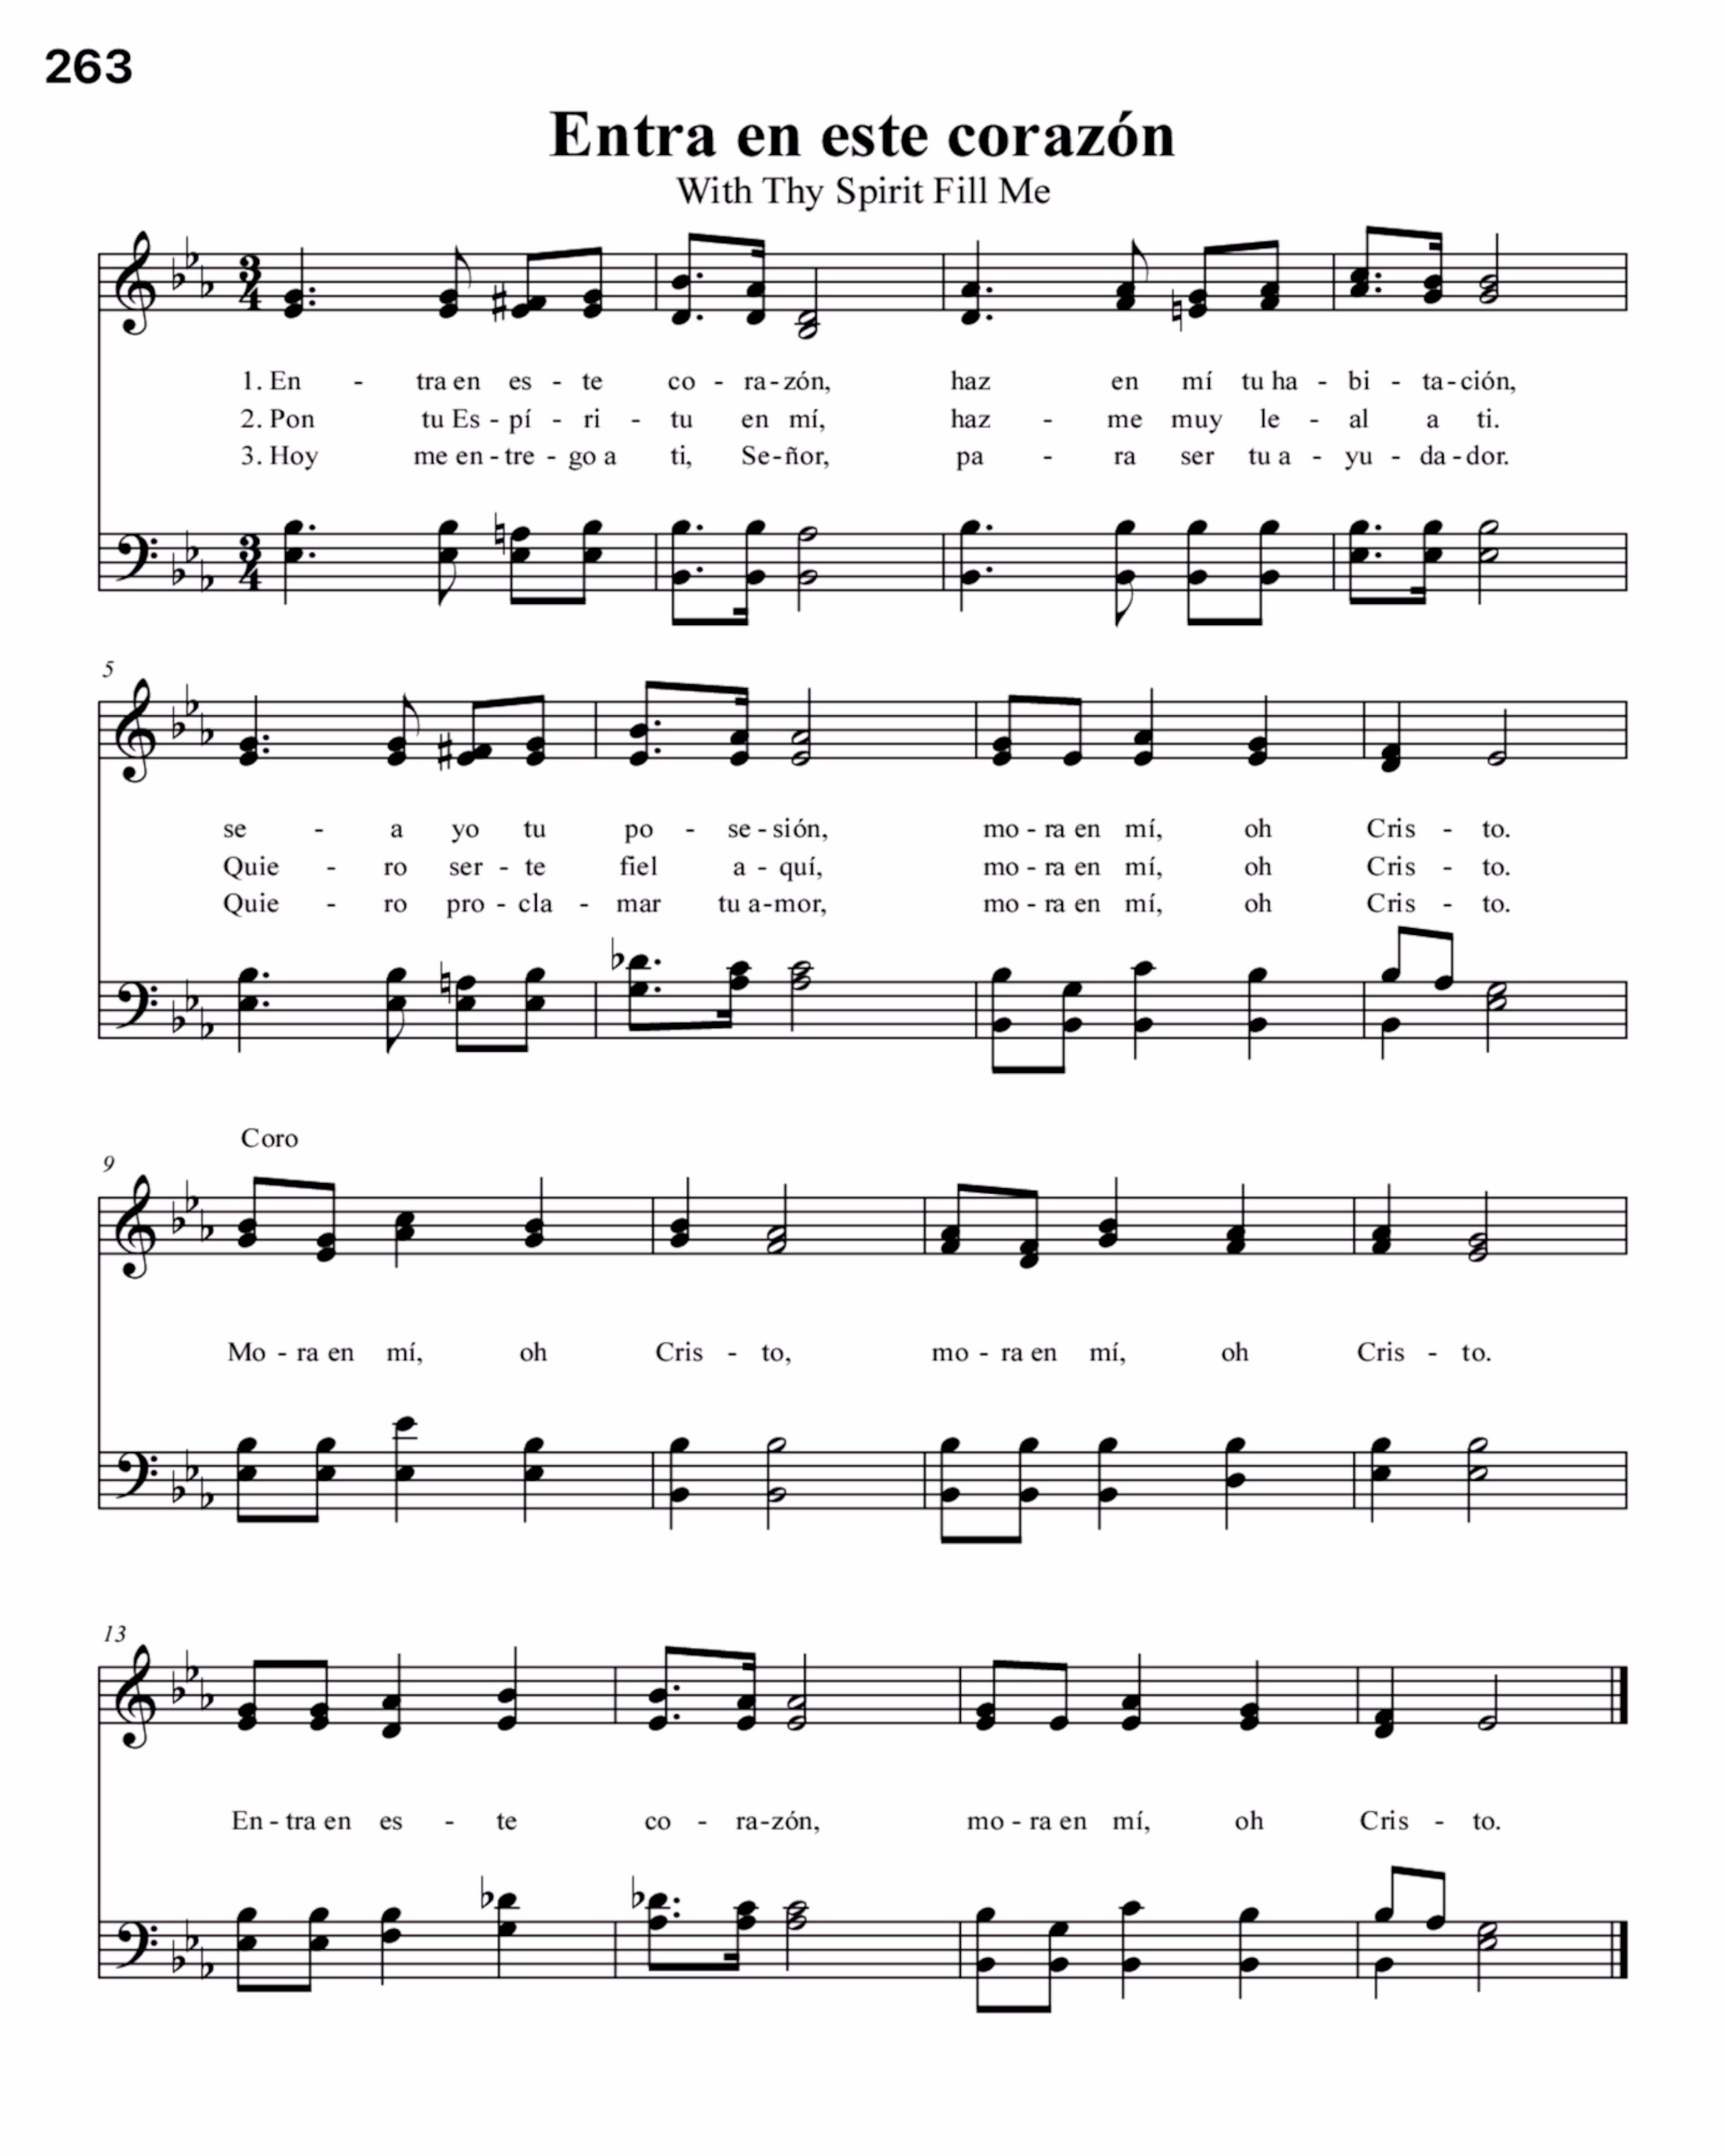 263
Entra en este corazón
With Thy Spirit Fill Me
3
4
1. En - tra en es - te co - ra - zón, haz en mí tu ha - bi - ta - ción,
2. Pon tu Es - pí - ri - tu en mí, haz - me muy le - al a ti.
3. Hoy me en - tre - go a ti, Se - ñor, pa - ra ser tu a - yu - da - dor.
3
4
5
se - a yo tu po - se - sión, mo - ra en mí, oh Cris - to.
Quie - ro ser - te fiel a - quí, mo - ra en mí, oh Cris - to.
Quie - ro pro - cla - mar tu a - mor, mo - ra en mí, oh Cris - to.
Coro
9
Mo - ra en mí, oh Cris - to, mo - ra en mí, oh Cris - to.
13
En - tra en es - te co - ra - zón, mo - ra en mí, oh Cris - to.